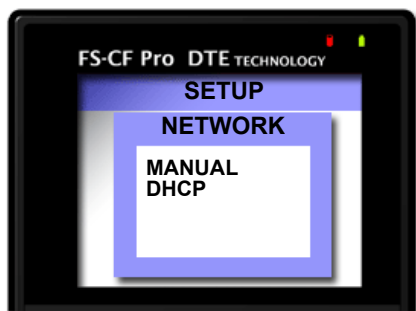 FS-CF Pro DTE TECHNOLOGY
SETUP
NETWORK
MANUAL
DHCP